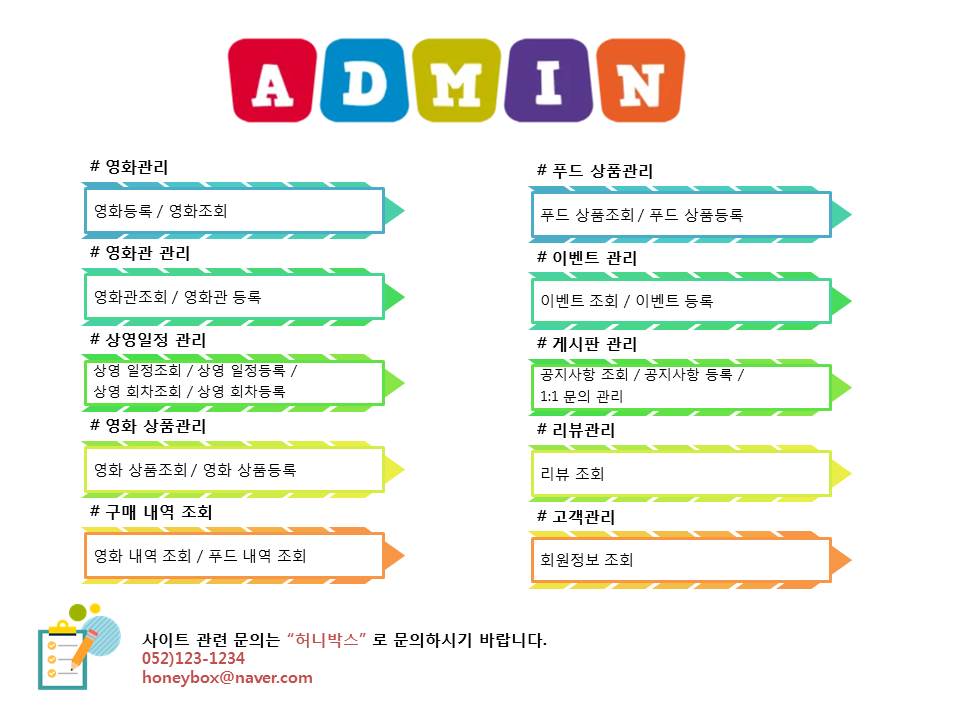 ADMIN
# 영화관리
영화등록 / 영화조회
# 영화관 관리
영화관조회 / 영화관 등록
# 상영일정 관리
상영 일정조회 / 상영 일정등록 /
상영 회차조회 / 상영 회차등록
# 영화 상품관리
영화 상품조회 / 영화 상품등록
# 구매 내역 조회
영화 내역 조회 / 푸드 내역 조회
# 푸드 상품관리
푸드 상품조회 / 푸드 상품등록
# 이벤트 관리
이벤트 조회 / 이벤트 등록
# 게시판 관리
공지사항 조회 / 공지사항 등록 /
1:1 문의 관리
# 리뷰관리
리뷰 조회
# 고객관리
회원정보 조회
사이트 관련 문의는 “허니박스” 로 문의하시기 바랍니다.
052)123-1234
honeybox@naver.com